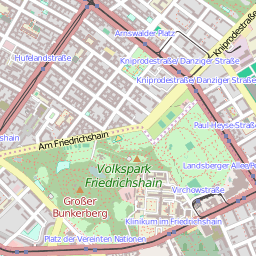 Arnswalder Platz
Kniprodestraße
Hufelandstraße
Kniprodestraße/ Danziger Straße
Kniprodestraße/ Danziger Straße
Paul-Heyse-Straße
Am Friedrichshain
Volkspark
Friedrichshain
Landsberger Allee/P
Virchowstraße
Großer
Bunkerberg
Klinikum im Friedrichshain
Platz der Vereinten Nationen